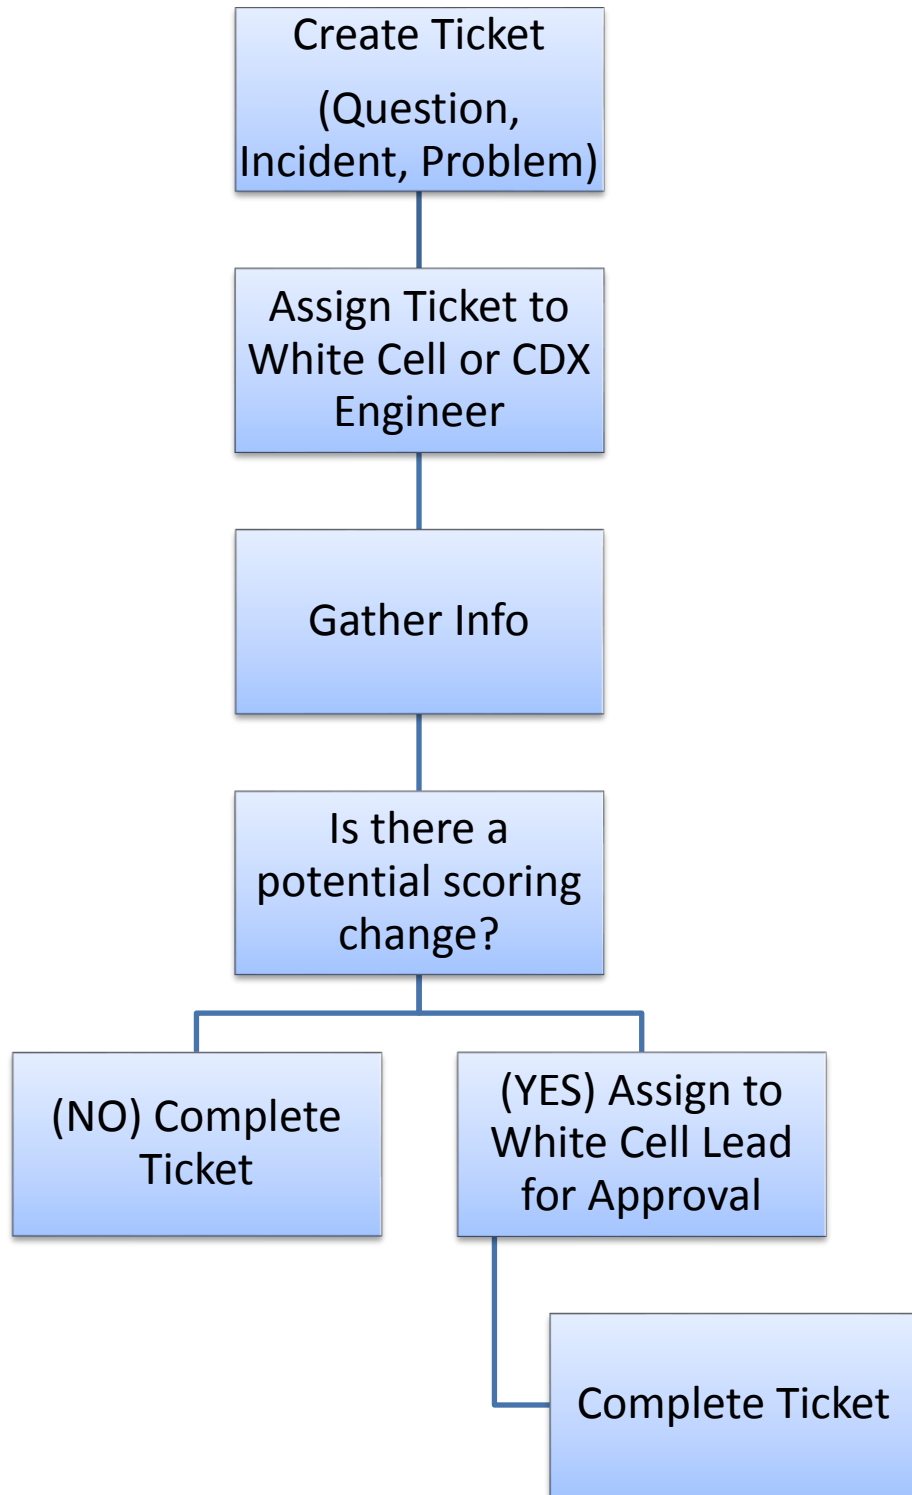 Create Ticket
(Question,
Incident, Problem)
Assign Ticket to
White Cell or CDX
Engineer
Gather Info
Is there a
potential scoring
change?
(NO) Complete
Ticket
(YES) Assign to
White Cell Lead
for Approval
Complete Ticket